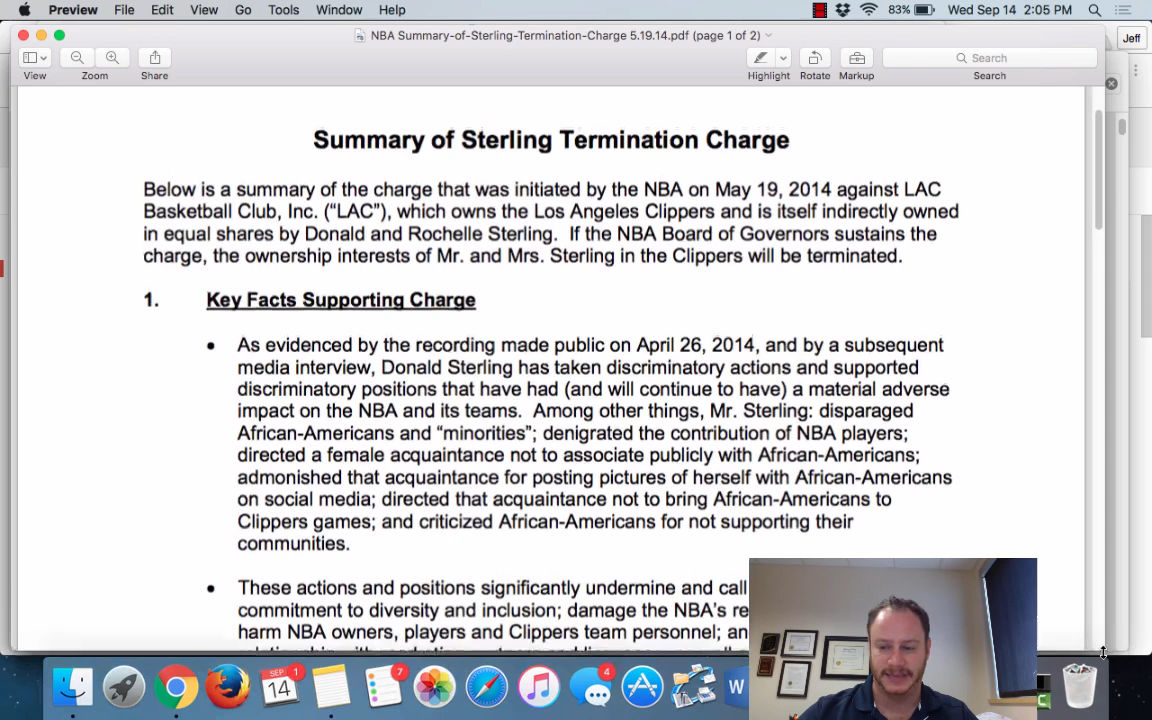 Preview File Edit View Go Tools Window Help 83% Wed Sep 14 2:05 PM
NBA Summary-of-Sterling-Termination-Charge 5.19.14.pdf (page 1 of 2)
Jeff
Search
View Zoom Share Highlight Rotate Markup Search
Summary of Sterling Termination Charge
Below is a summary of the charge that was initiated by the NBA on May 19, 2014 against LAC
Basketball Club, Inc. (“LAC”), which owns the Los Angeles Clippers and is itself indirectly owned
in equal shares by Donald and Rochelle Sterling. If the NBA Board of Governors sustains the
charge, the ownership interests of Mr. and Mrs. Sterling in the Clippers will be terminated.
1. Key Facts Supporting Charge
• As evidenced by the recording made public on April 26, 2014, and by a subsequent
media interview, Donald Sterling has taken discriminatory actions and supported
discriminatory positions that have had (and will continue to have) a material adverse
impact on the NBA and its teams. Among other things, Mr. Sterling: disparaged
African-Americans and “minorities”; denigrated the contribution of NBA players;
directed a female acquaintance not to associate publicly with African-Americans;
admonished that acquaintance for posting pictures of herself with African-Americans
on social media; directed that acquaintance not to bring African-Americans to
Clippers games; and criticized African-Americans for not supporting their
communities.
• These actions and positions significantly undermine and call
commitment to diversity and inclusion; damage the NBA’s re
harm NBA owners, players and Clippers team personnel; an
SEP 1
14 7 4 W